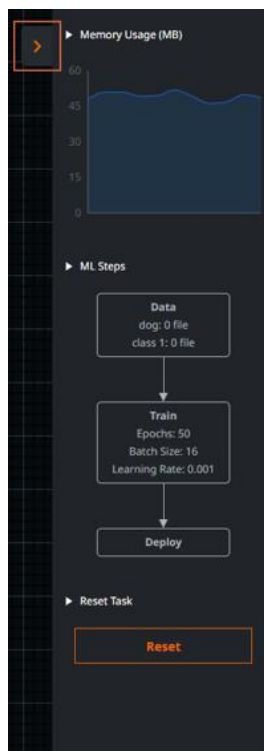 Memory Usage (MB)
60
45
30
15
0
ML Steps
Data
dog: 0 file
class 1: 0 file
Train
Epochs: 50
Batch Size: 16
Learning Rate: 0.001
Deploy
Reset Task
Reset